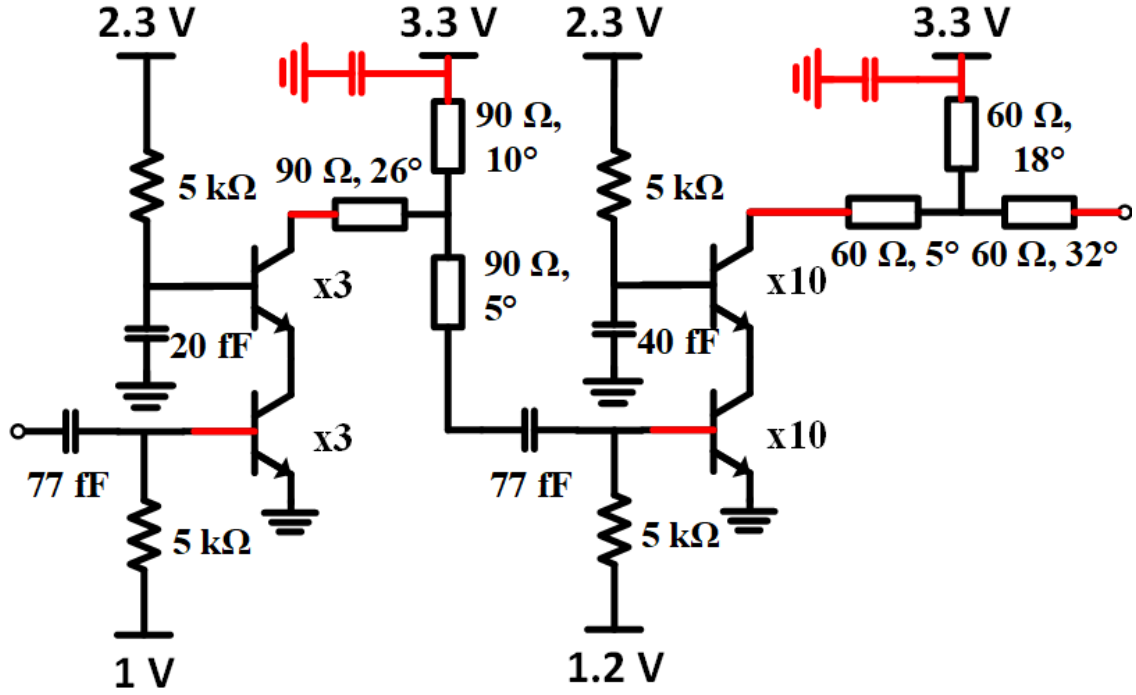 2.3 V
3.3 V
2.3 V
3.3 V
90 Ω,
10°
60 Ω,
18°
5 kΩ
90 Ω, 26°
5 kΩ
90 Ω,
5°
60 Ω, 5°
60 Ω, 32°
x3
x10
20 fF
40 fF
x3
x10
77 fF
77 fF
5 kΩ
5 kΩ
1 V
1.2 V